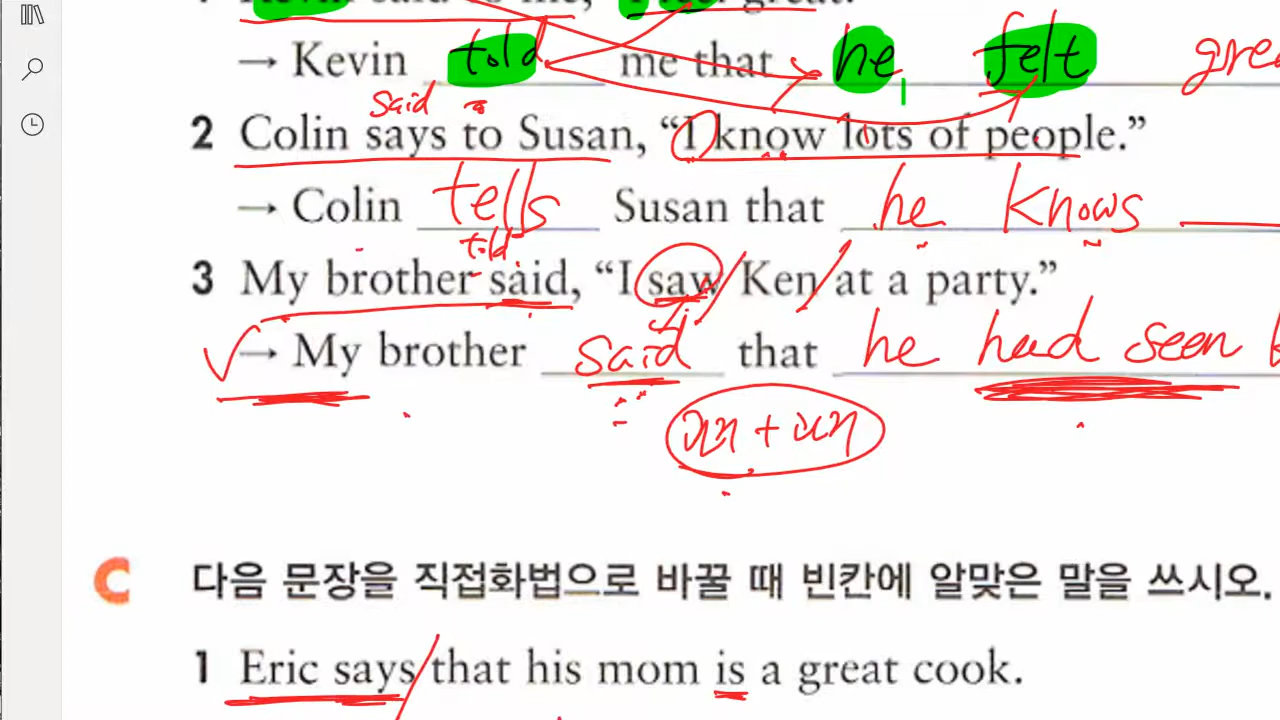 → Kevin told me that he felt
said
2 Colin says to Susan, “I know lots of people.”
→ Colin tells Susan that he knows
told
3 My brother said, “I saw Ken at a party.”
→ My brother said that he had seen
C 다음 문장을 직접화법으로 바꿀 때 빈칸에 알맞은 말을 쓰시오.
1 Eric says that his mom is a great cook.